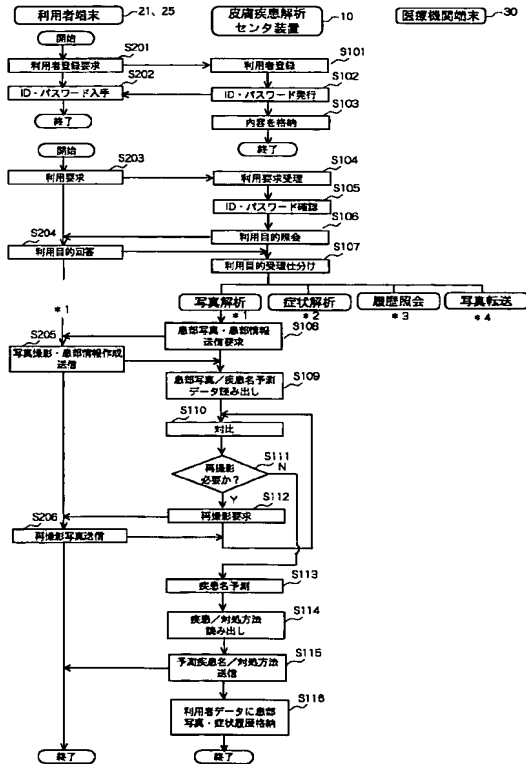 利用者端末
21、25
皮膚疾患解析
センタ装置
10
医療機関端末
30
開始
S201
利用者登録要求
S101
利用者登録
S202
ID・パスワード入手
S102
ID・パスワード発行
S103
終了
内容を格納
終了
開始
S203
利用要求
S104
利用要求受理
S105
ID・パスワード確認
S106
利用目的照会
S204
利用目的回答
S107
利用目的受理仕分け
写真解析
症状解析
履歴照会
写真転送
*1
*1
*2
*3
*4
S108
患部写真・患部情報
送信要求
S205
写真撮影・患部情報作成
送信
S109
患部写真/疾患名予測
データ読み出し
S110
対比
S111
再撮影
必要か?
N
Y
S112
再撮影要求
S206
再撮影写真送信
S113
疾患名予測
S114
疾患/対処方法
読み出し
S115
予測疾患名/対処方法
送信
S116
利用者データに患部
写真・症状履歴格納
終了
終了